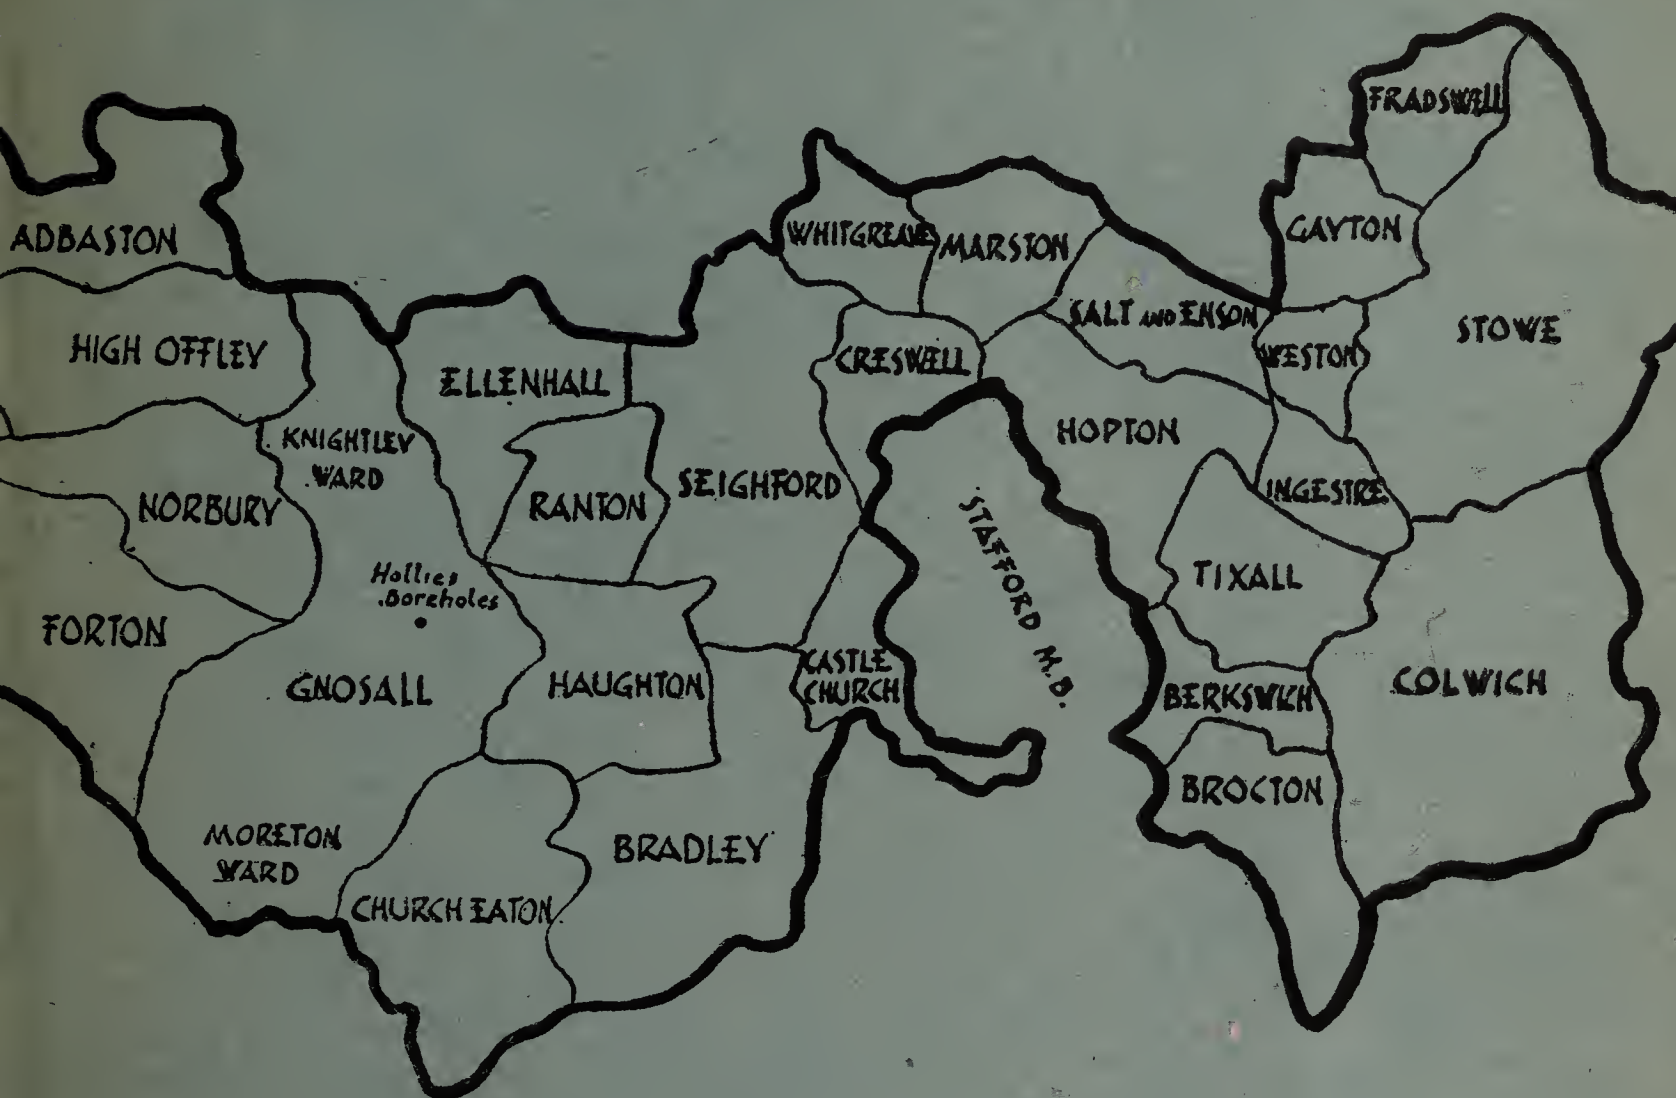 FRADSWELL
ADBASTON
WHITGREAVE
MARSTON
GAYTON
HIGH OFFLEY
ELLENHALL
CRESWELL
SALT AND ENSON
WESTON
STOWE
KNIGHTLEY
WARD
HOPTON
NORBURY
RANTON
SEIGHFORD
INGESTRE
STAFFORD M.B.
Hollies
Boreholes
TIXALL
FORTON
GNOSALL
HAUGHTON
CASTLE
CHURCH
BERKSWICH
COLWICH
BROCTON
MORETON
WARD
BRADLEY
CHURCH EATON